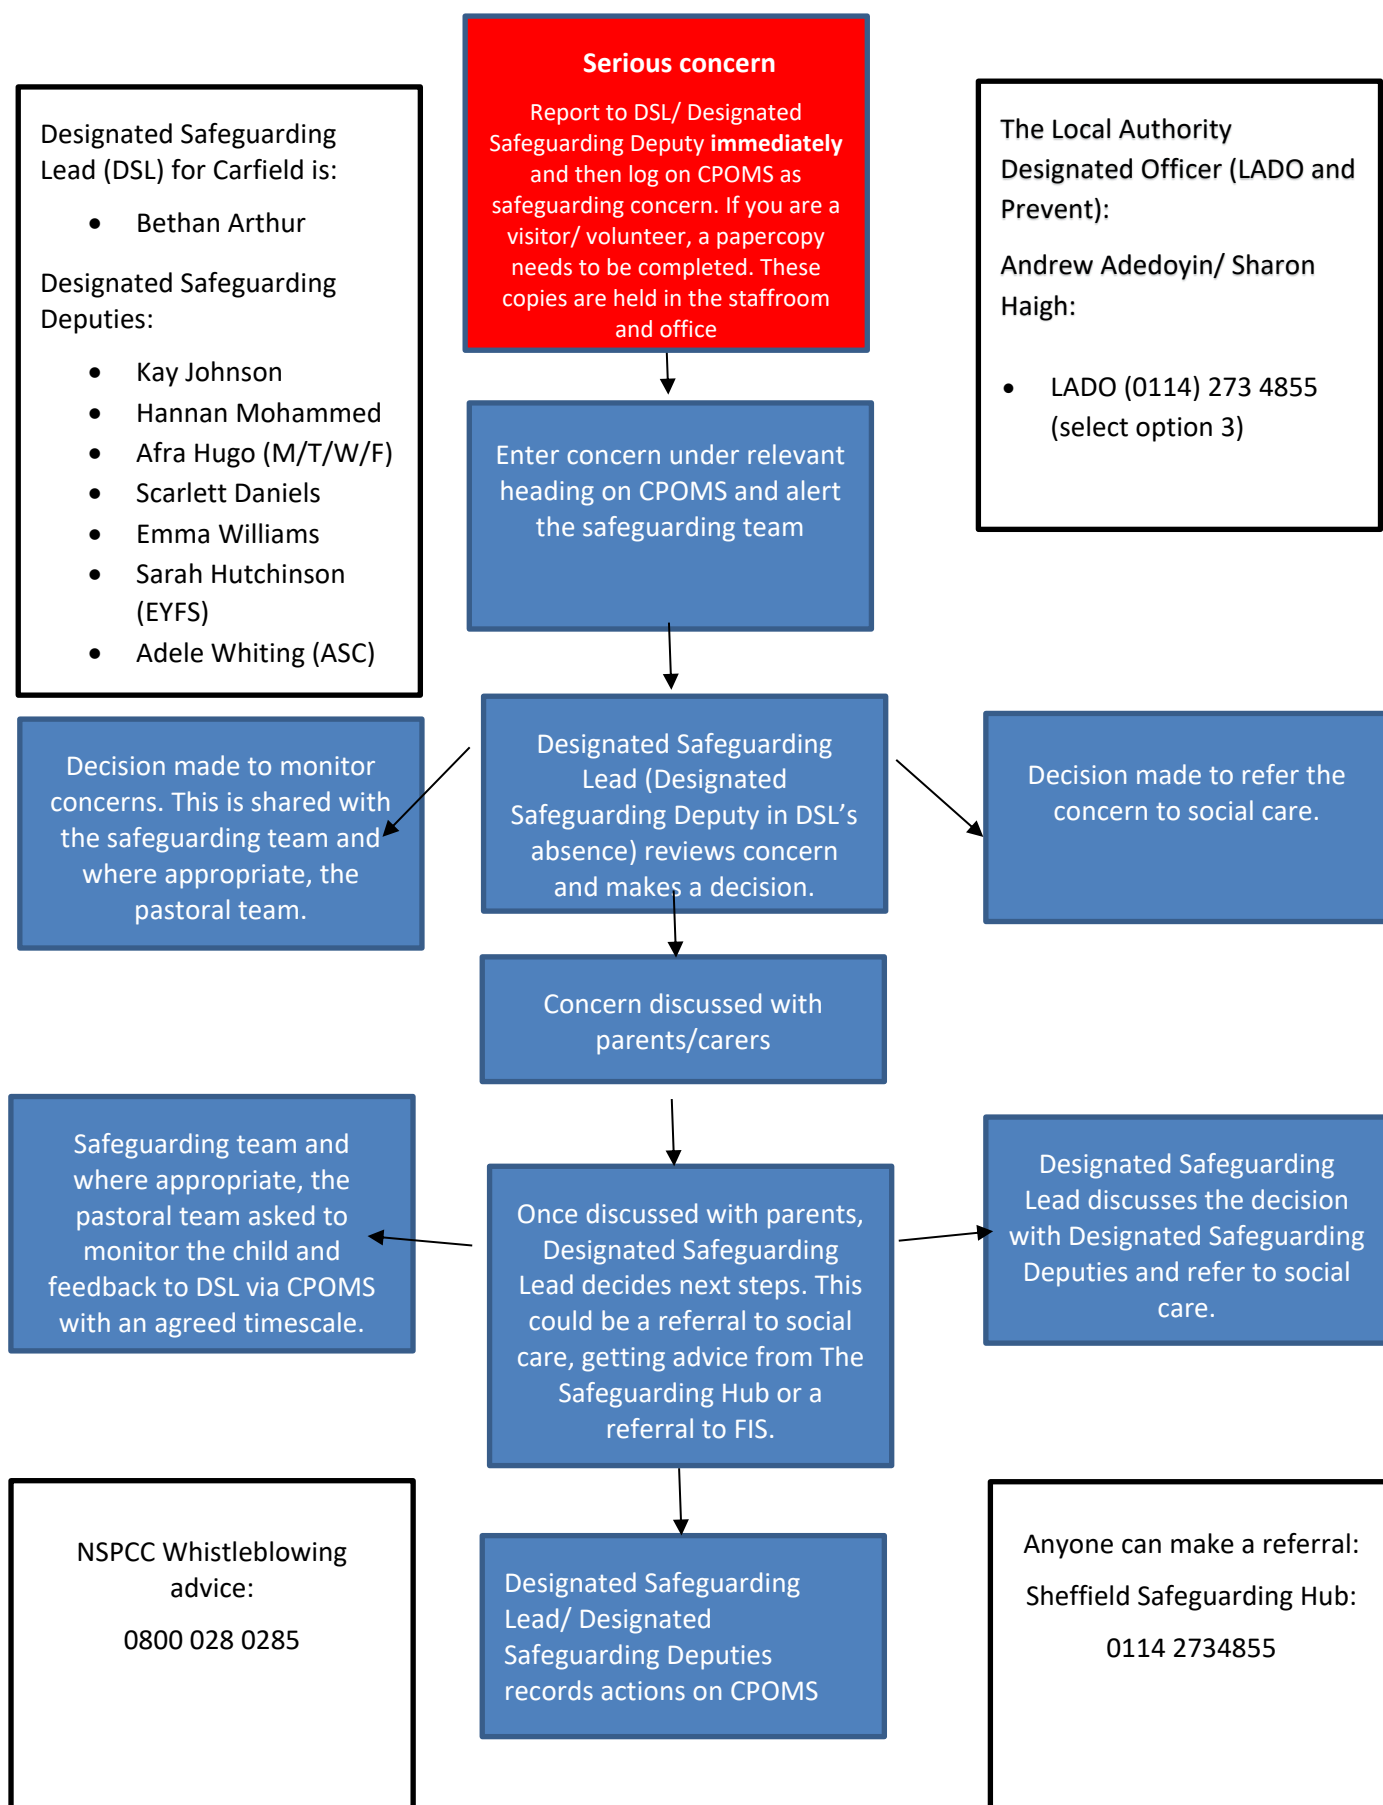 Serious concern
Report to DSL/ Designated
Safeguarding Deputy immediately
and then log on CPOMS as
safeguarding concern. If you are a
visitor/ volunteer, a papercopy
needs to be completed. These
copies are held in the staffroom
and office
Designated Safeguarding
Lead (DSL) for Carfield is:
• Bethan Arthur
Designated Safeguarding
Deputies:
• Kay Johnson
• Hannan Mohammed
• Afra Hugo (M/T/W/F)
• Scarlett Daniels
• Emma Williams
• Sarah Hutchinson
(EYFS)
• Adele Whiting (ASC)
The Local Authority
Designated Officer (LADO and
Prevent):
Andrew Adedoyin/ Sharon
Haigh:
• LADO (0114) 273 4855
(select option 3)
Enter concern under relevant
heading on CPOMS and alert
the safeguarding team
Designated Safeguarding
Lead (Designated
Safeguarding Deputy in DSL’s
absence) reviews concern
and makes a decision.
Decision made to monitor
concerns. This is shared with
the safeguarding team and
where appropriate, the
pastoral team.
Decision made to refer the
concern to social care.
Concern discussed with
parents/carers
Safeguarding team and
where appropriate, the
pastoral team asked to
monitor the child and
feedback to DSL via CPOMS
with an agreed timescale.
Once discussed with parents,
Designated Safeguarding
Lead decides next steps. This
could be a referral to social
care, getting advice from The
Safeguarding Hub or a
referral to FIS.
Designated Safeguarding
Lead discusses the decision
with Designated Safeguarding
Deputies and refer to social
care.
NSPCC Whistleblowing
advice:
0800 028 0285
Designated Safeguarding
Lead/ Designated
Safeguarding Deputies
records actions on CPOMS
Anyone can make a referral:
Sheffield Safeguarding Hub:
0114 2734855